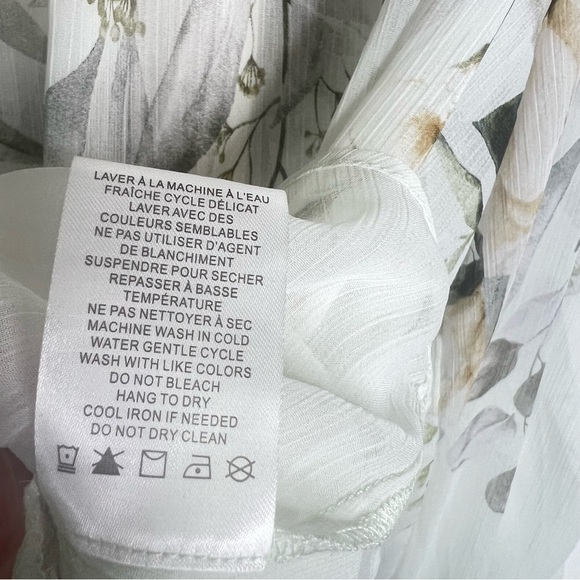 LAVER À LA MACHINE À L'EAU
FRAÎCHE CYCLE DÉLICAT
LAVER AVEC DES
COULEURS SEMBLABLES
NE PAS UTILISER D'AGENT
DE BLANCHIMENT
SUSPENDRE POUR SECHER
REPASSER À BASSE
TEMPÉRATURE
NE PAS NETTOYER À SEC
MACHINE WASH IN COLD
WATER GENTLE CYCLE
WASH WITH LIKE COLORS
DO NOT BLEACH
HANG TO DRY
COOL IRON IF NEEDED
DO NOT DRY CLEAN